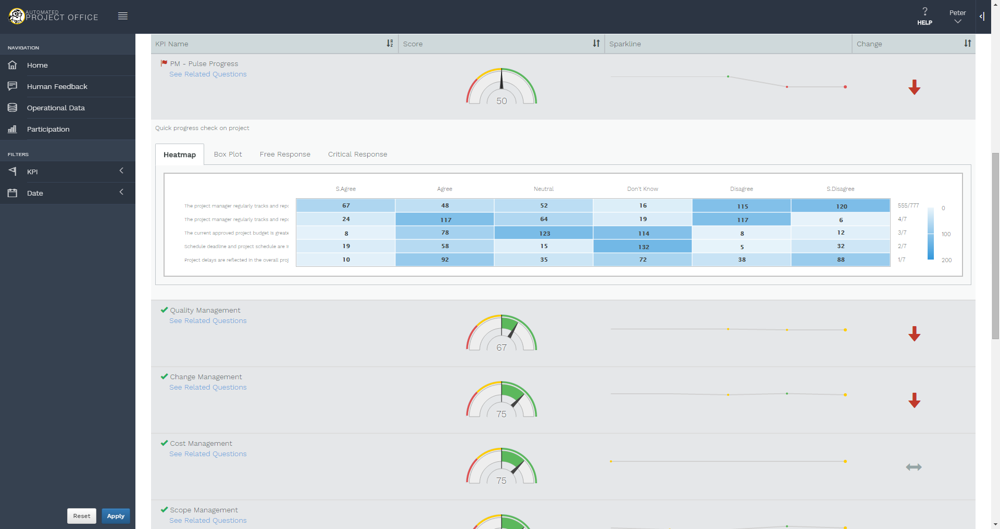 AUTOMATED
PROJECT OFFICE
?
HELP
Peter
NAVIGATION
Home
Human Feedback
Operational Data
Participation
FILTERS
KPI
Date
Reset
Apply
KPI Name
Score
Sparkline
Change
PM - Pulse Progress
See Related Questions
50
Quick progress check on project
Heatmap
Box Plot
Free Response
Critical Response
S.Agree Agree Neutral Don't Know Disagree S.Disagree
The project manager regularly tracks and repo 67 48 52 16 115 120 555/777
The project manager regularly tracks and repo 24 117 64 19 117 6 4/7
The current approved project budget is greate 8 78 123 114 8 12 3/7
Schedule deadline and project schedule are in 19 58 15 132 5 32 2/7
Project delays are reflected in the overall proj 10 92 35 72 38 88 1/7
0
100
200
Quality Management
See Related Questions
67
Change Management
See Related Questions
75
Cost Management
See Related Questions
75
Scope Management
See Related Questions